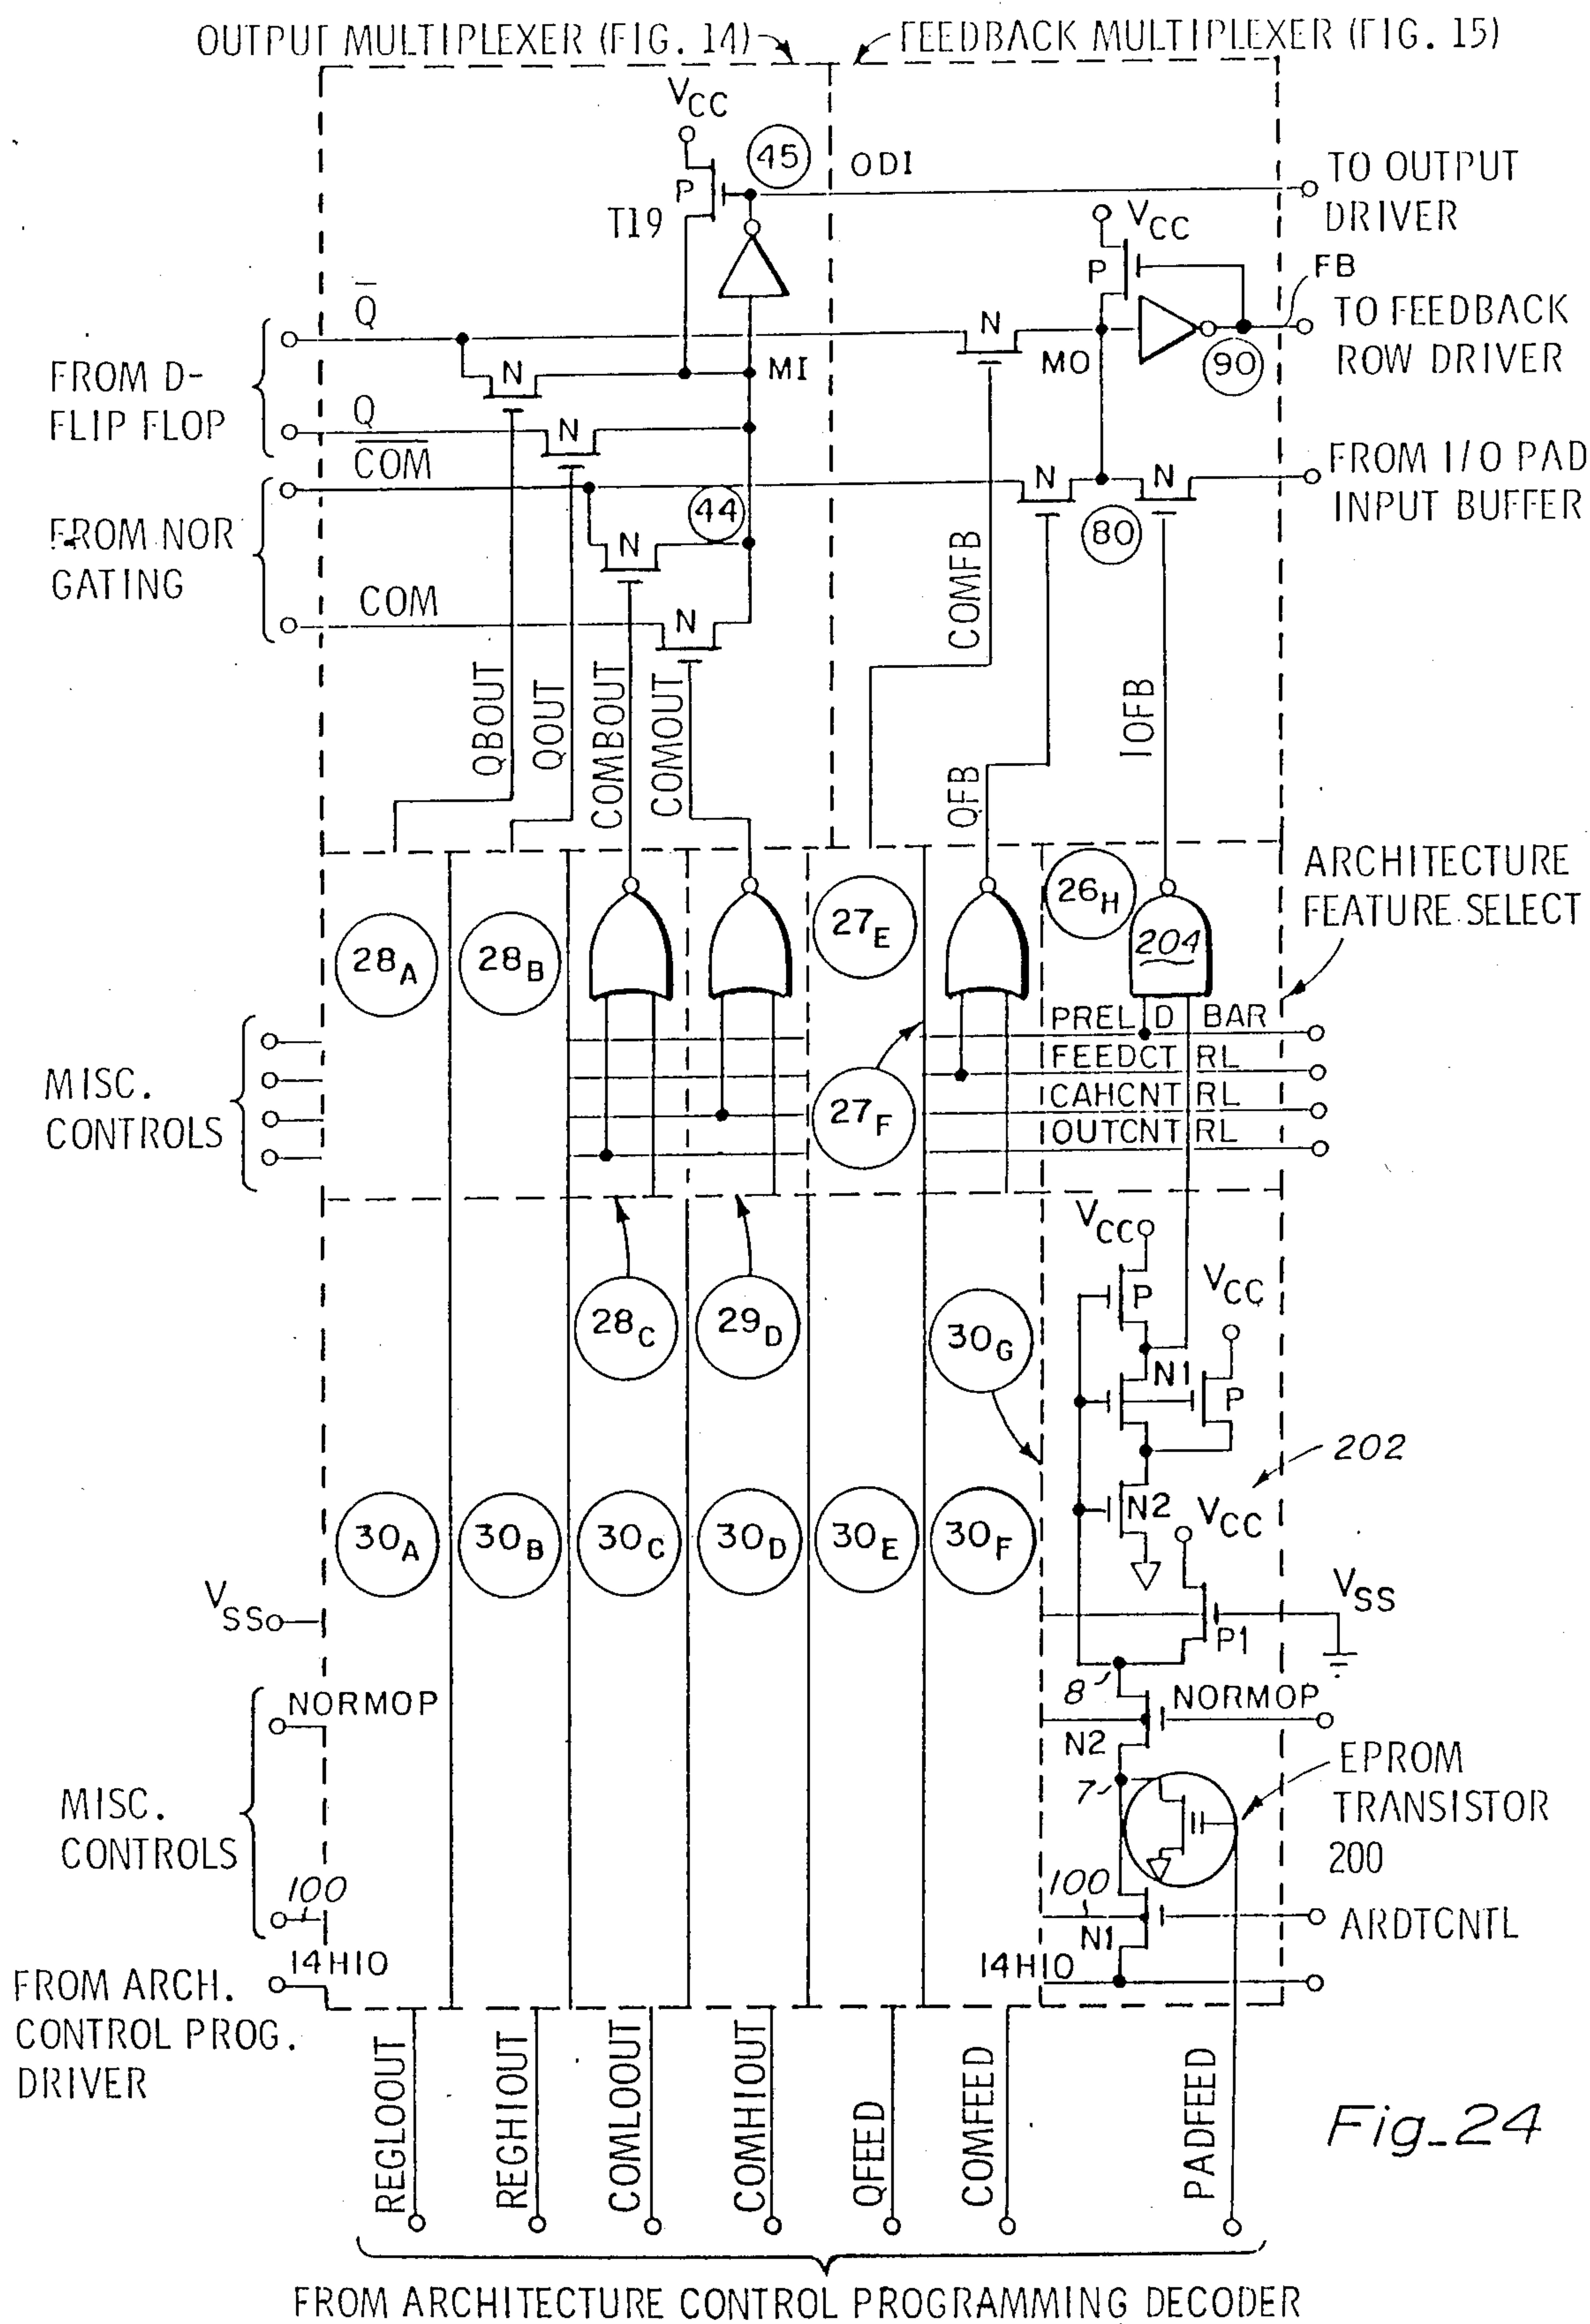 OUTPUT MULTIPLEXER (FIG. 14)
FEEDBACK MULTIPLEXER (FIG. 15)
VCC
45
ODI
TO OUTPUT
DRIVER
P
T19
VCC
P
FB
TO FEEDBACK
ROW DRIVER
Q̅
N
MI
N
MO
90
FROM D-
FLIP FLOP
Q
N
C̅O̅M̅
44
N
N
FROM I/O PAD
INPUT BUFFER
80
FROM NOR
GATING
N
COM
N
QBOUT
QOUT
COMBOUT
COMOUT
COMFB
QFB
IOFB
ARCHITECTURE
FEATURE SELECT
28A
28B
27E
26H
204
MISC.
CONTROLS
27F
PREL D BAR
FEEDCT RL
CAHCNT RL
OUTCNT RL
28C
29D
30G
VCC
P
VCC
N1
P
202
N2
VCC
30A
30B
30C
30D
30E
30F
VSS
VSS
P1
8
NORMOP
NORMOP
N2
7
EPROM
TRANSISTOR
200
MISC.
CONTROLS
100
100
N1
ARDTCNTL
14HIO
14HIO
FROM ARCH.
CONTROL PROG.
DRIVER
REGLOOUT
REGHIOUT
COMLOOUT
COMHIOUT
QFEED
COMFEED
PADFEED
Fig_24
FROM ARCHITECTURE CONTROL PROGRAMMING DECODER